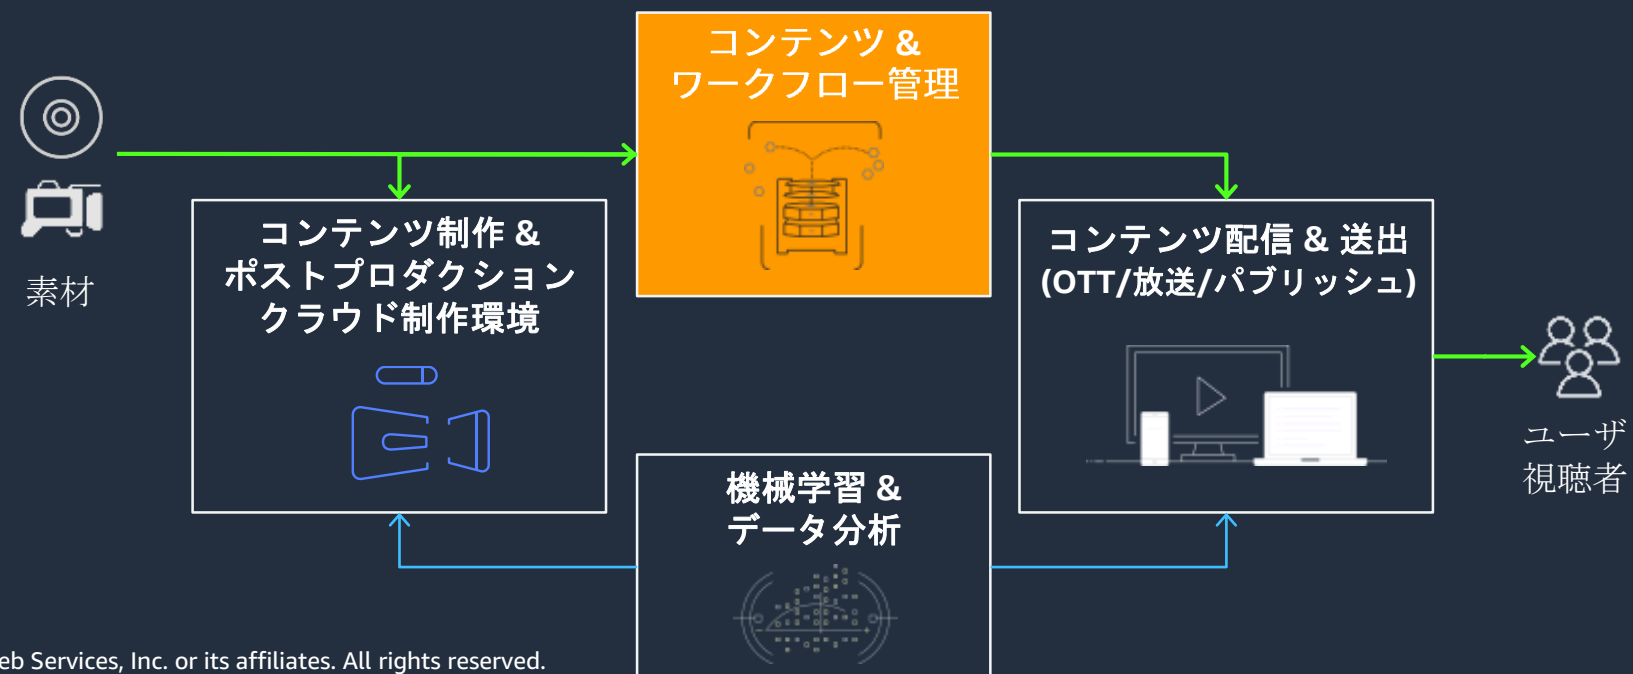 コンテンツ &
ワークフロー管理
素材
コンテンツ制作 &
ポストプロダクション
クラウド制作環境
コンテンツ配信 & 送出
(OTT/放送/パブリッシュ)
ユーザ
視聴者
機械学習 &
データ分析
eb Services, Inc. or its affiliates. All rights reserved.